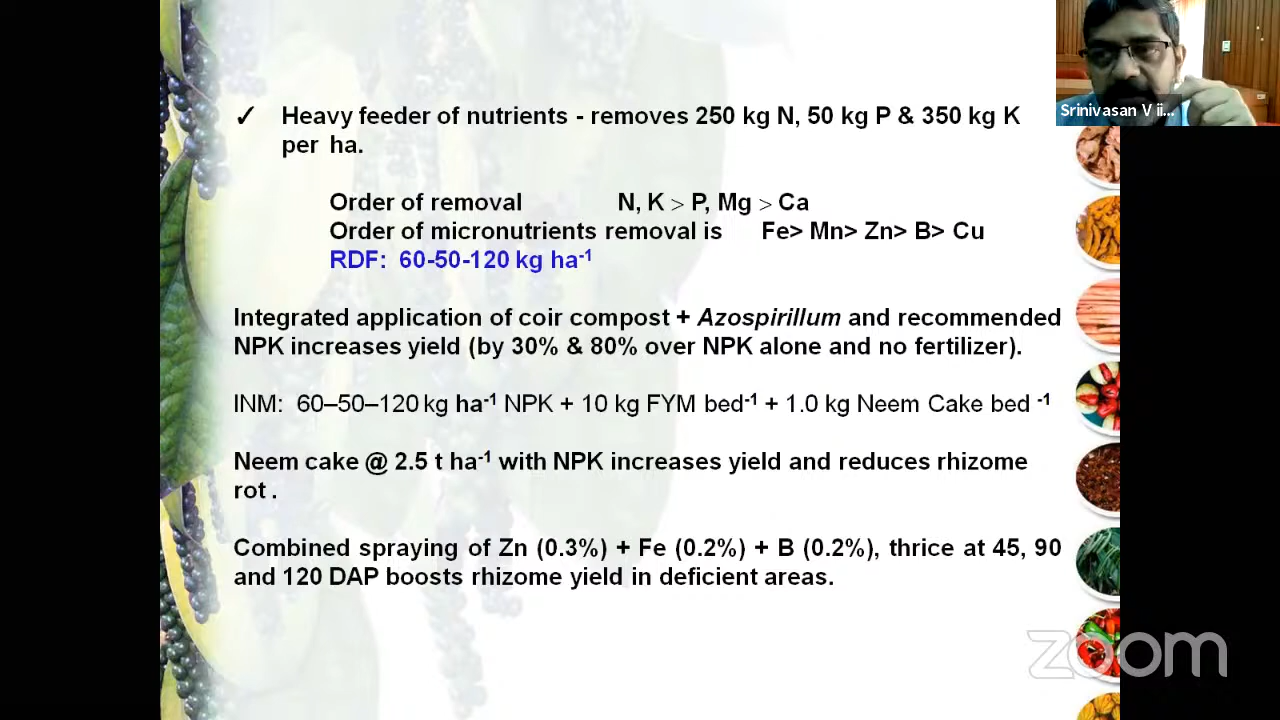 Srinivasan V ii...
✓ Heavy feeder of nutrients - removes 250 kg N, 50 kg P & 350 kg K
per ha.
Order of removal N, K > P, Mg > Ca
Order of micronutrients removal is Fe> Mn> Zn> B> Cu
RDF: 60-50-120 kg ha-1
Integrated application of coir compost + Azospirillum and recommended
NPK increases yield (by 30% & 80% over NPK alone and no fertilizer).
INM: 60–50–120 kg ha-1 NPK + 10 kg FYM bed-1 + 1.0 kg Neem Cake bed -1
Neem cake @ 2.5 t ha-1 with NPK increases yield and reduces rhizome
rot .
Combined spraying of Zn (0.3%) + Fe (0.2%) + B (0.2%), thrice at 45, 90
and 120 DAP boosts rhizome yield in deficient areas.
zoom